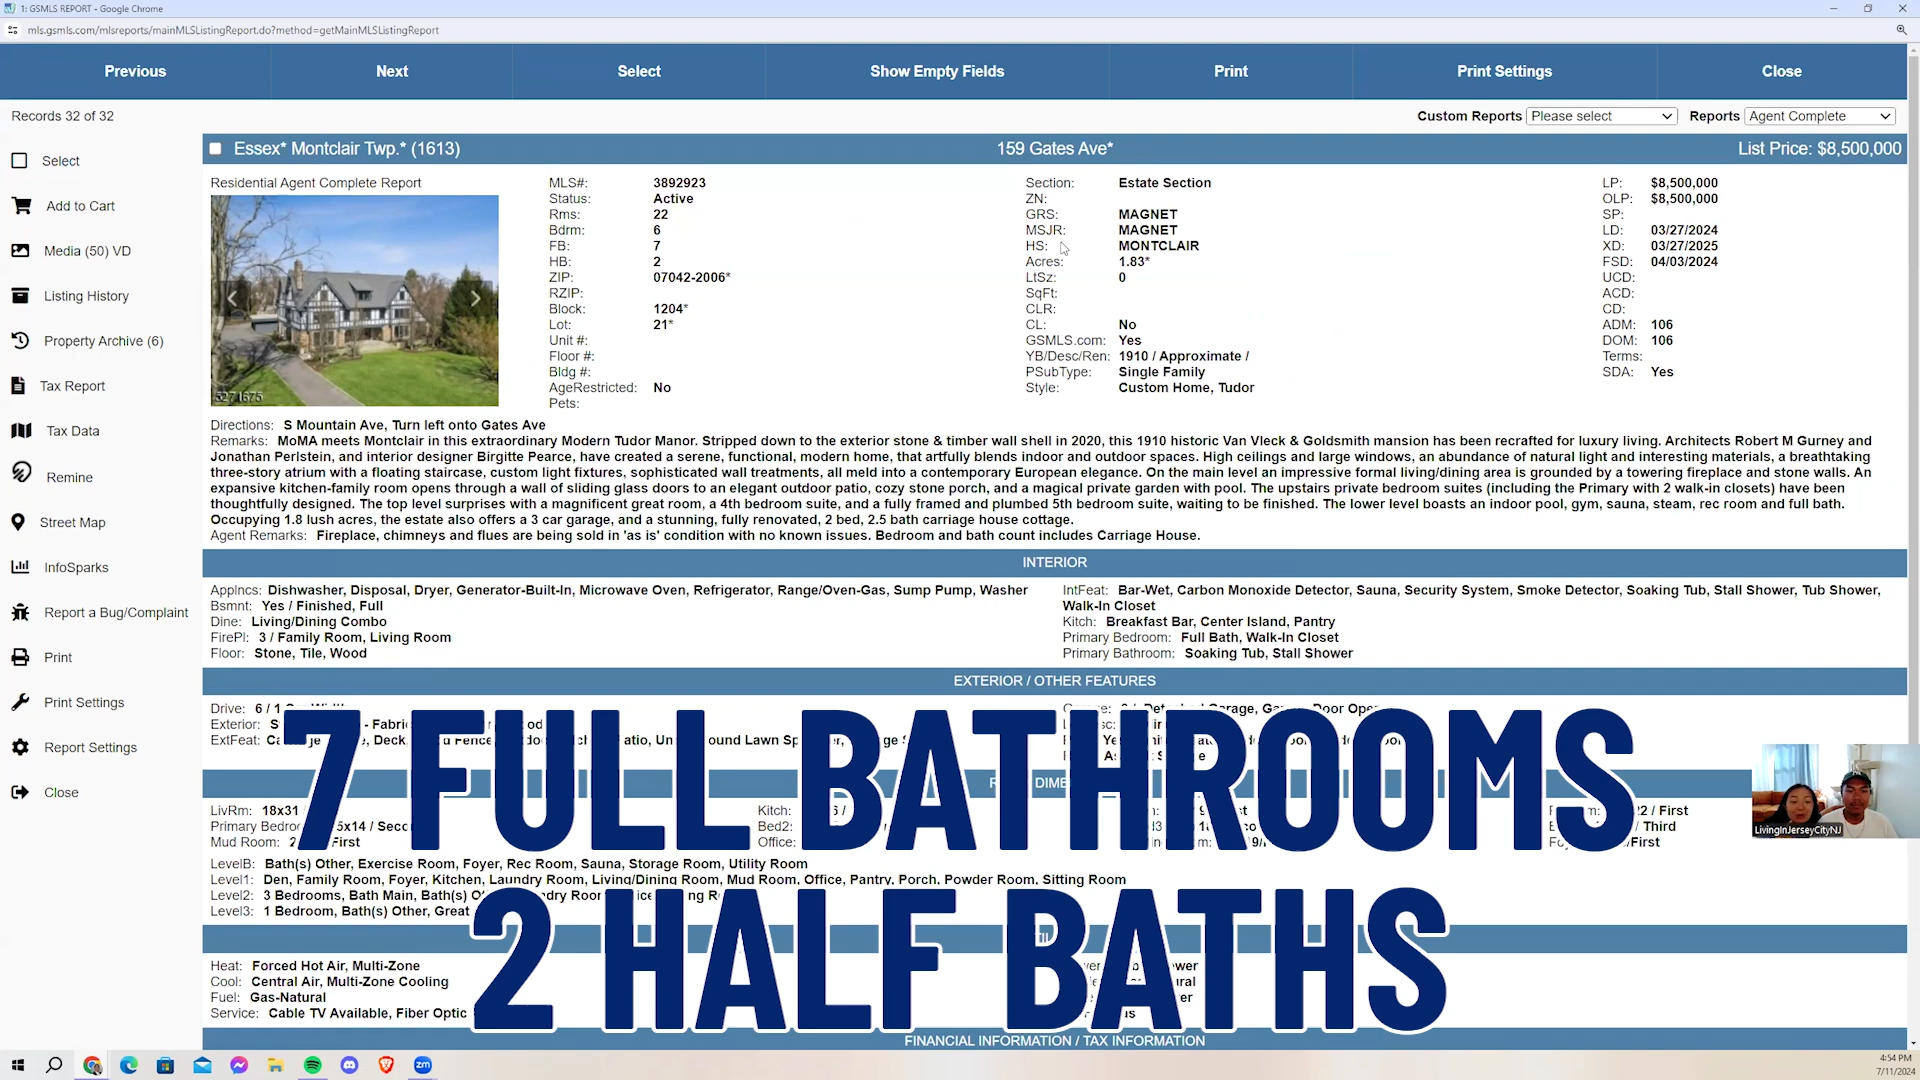 1: GSMLS REPORT - Google Chrome
mls.gsmls.com/mlsreports/mainMLSListingReport.do?method=getMainMLSListingReport
Previous Next Select Show Empty Fields Print Print Settings Close
Records 32 of 32 Custom Reports Please select Reports Agent Complete
Essex* Montclair Twp.* (1613) 159 Gates Ave* List Price: $8,500,000
Select
Add to Cart
Media (50) VD
Listing History
Property Archive (6)
Tax Report
Tax Data
Remine
Street Map
InfoSparks
Report a Bug/Complaint
Print
Print Settings
Report Settings
Close
Residential Agent Complete Report
5271675
MLS#: 3892923
Status: Active
Rms: 22
Bdrm: 6
FB: 7
HB: 2
ZIP: 07042-2006*
RZIP:
Block: 1204*
Lot: 21*
Unit #:
Floor #:
Bldg #:
AgeRestricted: No
Pets:
Section: Estate Section
ZN:
GRS: MAGNET
MSJR: MAGNET
HS: MONTCLAIR
Acres: 1.83*
LtSz: 0
SqFt:
CLR:
CL: No
GSMLS.com: Yes
YB/Desc/Ren: 1910 / Approximate /
PSubType: Single Family
Style: Custom Home, Tudor
LP: $8,500,000
OLP: $8,500,000
SP:
LD: 03/27/2024
XD: 03/27/2025
FSD: 04/03/2024
UCD:
ACD:
CD:
ADM: 106
DOM: 106
Terms:
SDA: Yes
Directions: S Mountain Ave, Turn left onto Gates Ave
Remarks: MoMA meets Montclair in this extraordinary Modern Tudor Manor. Stripped down to the exterior stone & timber wall shell in 2020, this 1910 historic Van Vleck & Goldsmith mansion has been recrafted for luxury living. Architects Robert M Gurney and
Jonathan Perlstein, and interior designer Birgitte Pearce, have created a serene, functional, modern home, that artfully blends indoor and outdoor spaces. High ceilings and large windows, an abundance of natural light and interesting materials, a breathtaking
three-story atrium with a floating staircase, custom light fixtures, sophisticated wall treatments, all meld into a contemporary European elegance. On the main level an impressive formal living/dining area is grounded by a towering fireplace and stone walls. An
expansive kitchen-family room opens through a wall of sliding glass doors to an elegant outdoor patio, cozy stone porch, and a magical private garden with pool. The upstairs private bedroom suites (including the Primary with 2 walk-in closets) have been
thoughtfully designed. The top level surprises with a magnificent great room, a 4th bedroom suite, and a fully framed and plumbed 5th bedroom suite, waiting to be finished. The lower level boasts an indoor pool, gym, sauna, steam, rec room and full bath.
Occupying 1.8 lush acres, the estate also offers a 3 car garage, and a stunning, fully renovated, 2 bed, 2.5 bath carriage house cottage.
Agent Remarks: Fireplace, chimneys and flues are being sold in 'as is' condition with no known issues. Bedroom and bath count includes Carriage House.
INTERIOR
Applncs: Dishwasher, Disposal, Dryer, Generator-Built-In, Microwave Oven, Refrigerator, Range/Oven-Gas, Sump Pump, Washer
Bsmnt: Yes / Finished, Full
Dine: Living/Dining Combo
FirePl: 3 / Family Room, Living Room
Floor: Stone, Tile, Wood
IntFeat: Bar-Wet, Carbon Monoxide Detector, Sauna, Security System, Smoke Detector, Soaking Tub, Stall Shower, Tub Shower,
Walk-In Closet
Kitch: Breakfast Bar, Center Island, Pantry
Primary Bedroom: Full Bath, Walk-In Closet
Primary Bathroom: Soaking Tub, Stall Shower
EXTERIOR / OTHER FEATURES
Drive: 6 / 1
Exterior:
ExtFeat: Deck,
7 FULL BATHROOMS
LivRm: 18x31 Kitch: / First
Primary Bedroom Bed2: / Third
Mud Room: First Office: First
LevelB: Bath(s) Other, Exercise Room, Foyer, Rec Room, Sauna, Storage Room, Utility Room
Level1: Den, Family Room, Foyer, Kitchen, Laundry Room, Living/Dining Room, Mud Room, Office, Pantry, Porch, Powder Room, Sitting Room
Level2: 3 Bedrooms, Bath Main, Bath(s)
Level3: 1 Bedroom, Bath(s) Other, Great
2 HALF BATHS
Heat: Forced Hot Air, Multi-Zone
Cool: Central Air, Multi-Zone Cooling
Fuel: Gas-Natural
Service: Cable TV Available, Fiber Optic
FINANCIAL INFORMATION / TAX INFORMATION
LivingInJerseyCityNJ
zm
4:54 PM
7/11/2024